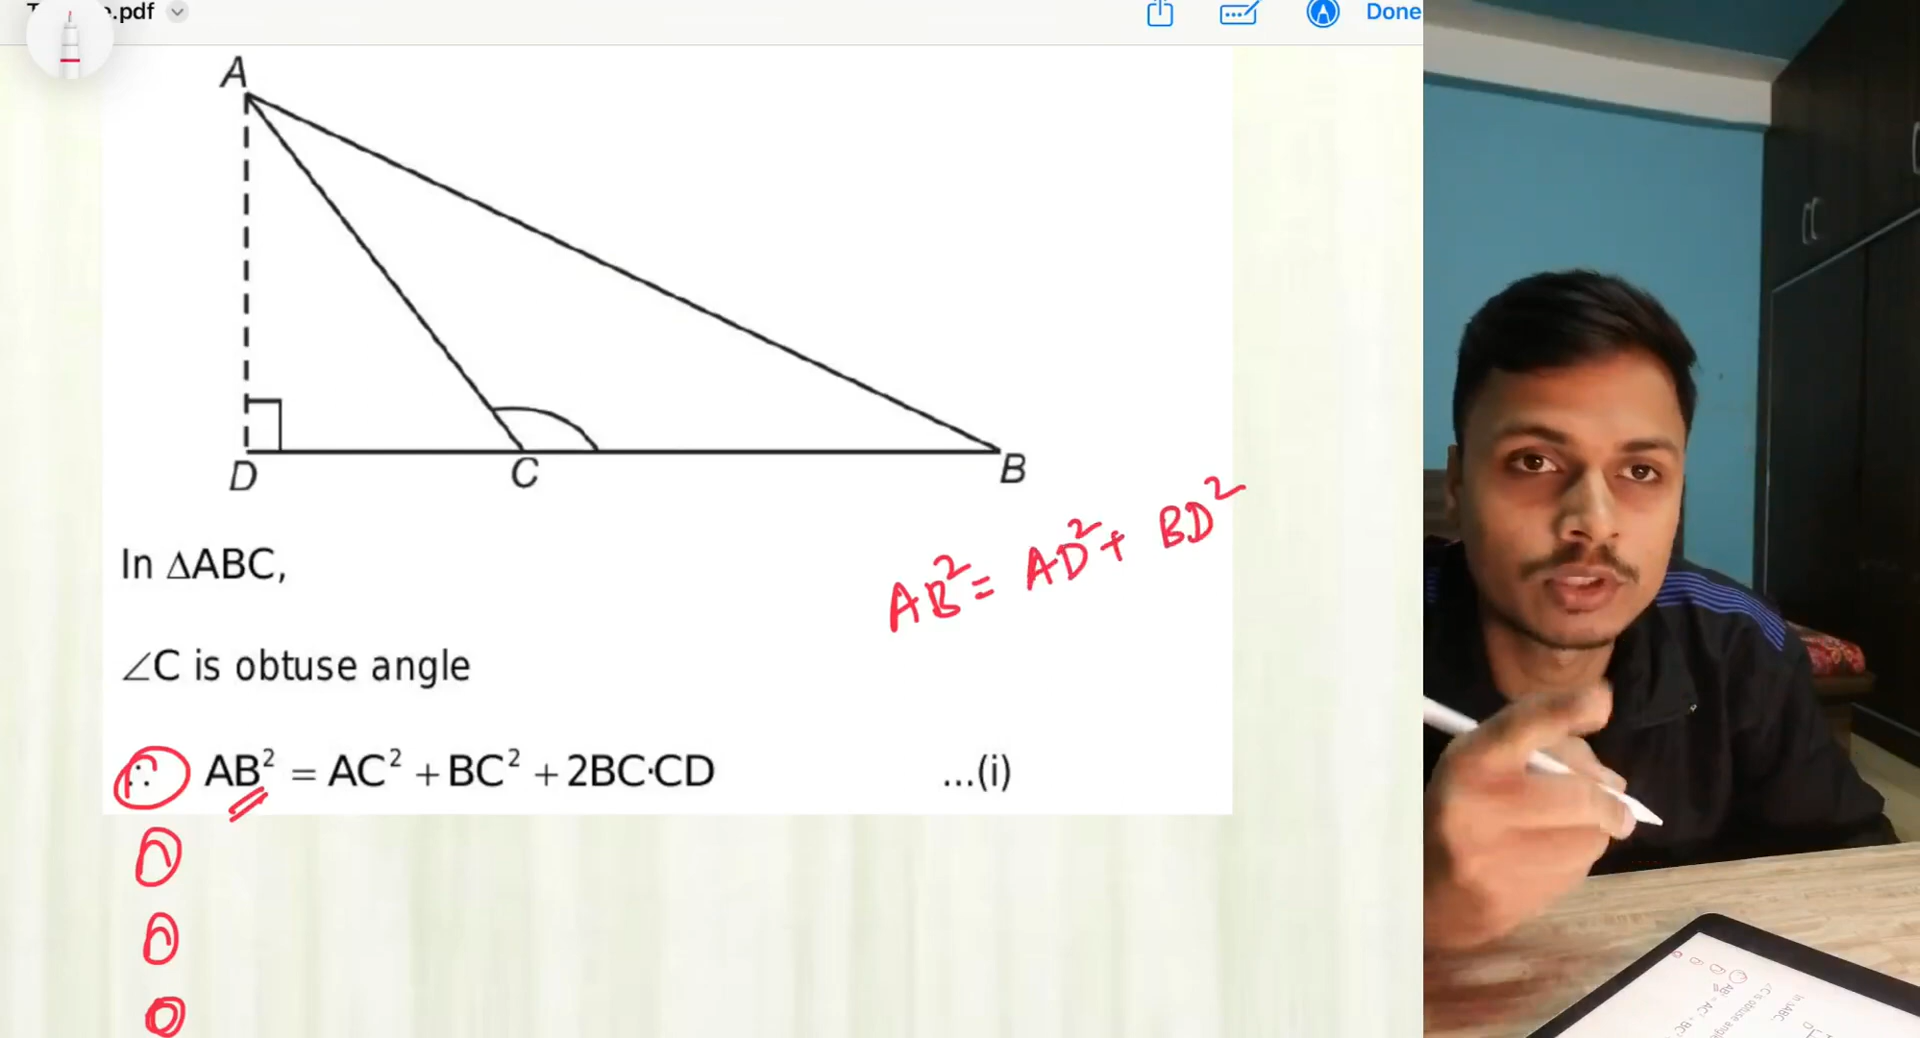 .pdf
Done
A
D
C
B
AB² = AD² + BD²
In ΔABC,
∠C is obtuse angle
∴ AB² = AC² + BC² + 2BC·CD ...(i)